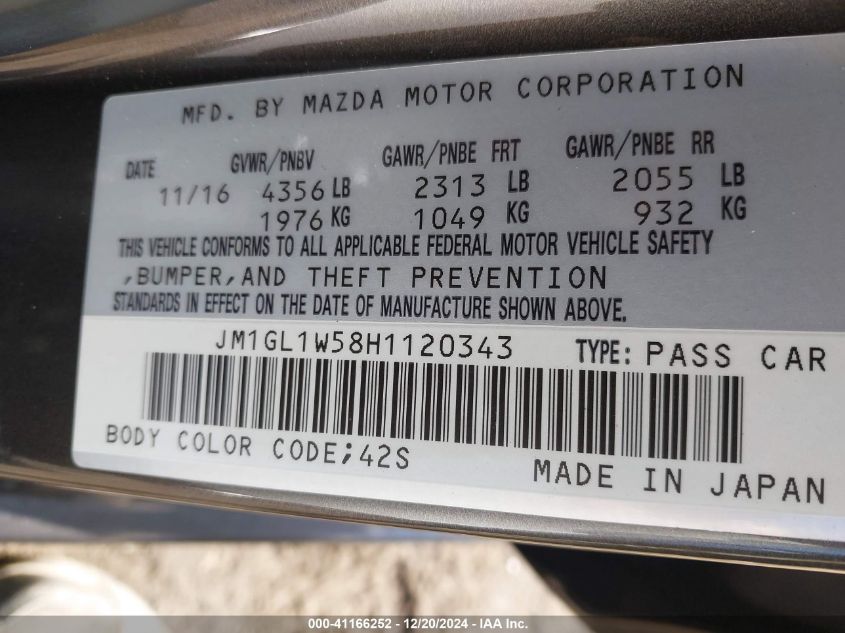 MFD. BY MAZDA MOTOR CORPORATION
DATE GVWR/PNBV GAWR/PNBE FRT GAWR/PNBE RR
11/16 4356 LB 2313 LB 2055 LB
1976 KG 1049 KG 932 KG
THIS VEHICLE CONFORMS TO ALL APPLICABLE FEDERAL MOTOR VEHICLE SAFETY
,BUMPER,AND THEFT PREVENTION
STANDARDS IN EFFECT ON THE DATE OF MANUFACTURE SHOWN ABOVE.
JM1GL1W58H1120343 TYPE: PASS CAR
BODY COLOR CODE;42S
MADE IN JAPAN
000-41166252 - 12/20/2024 - IAA Inc.